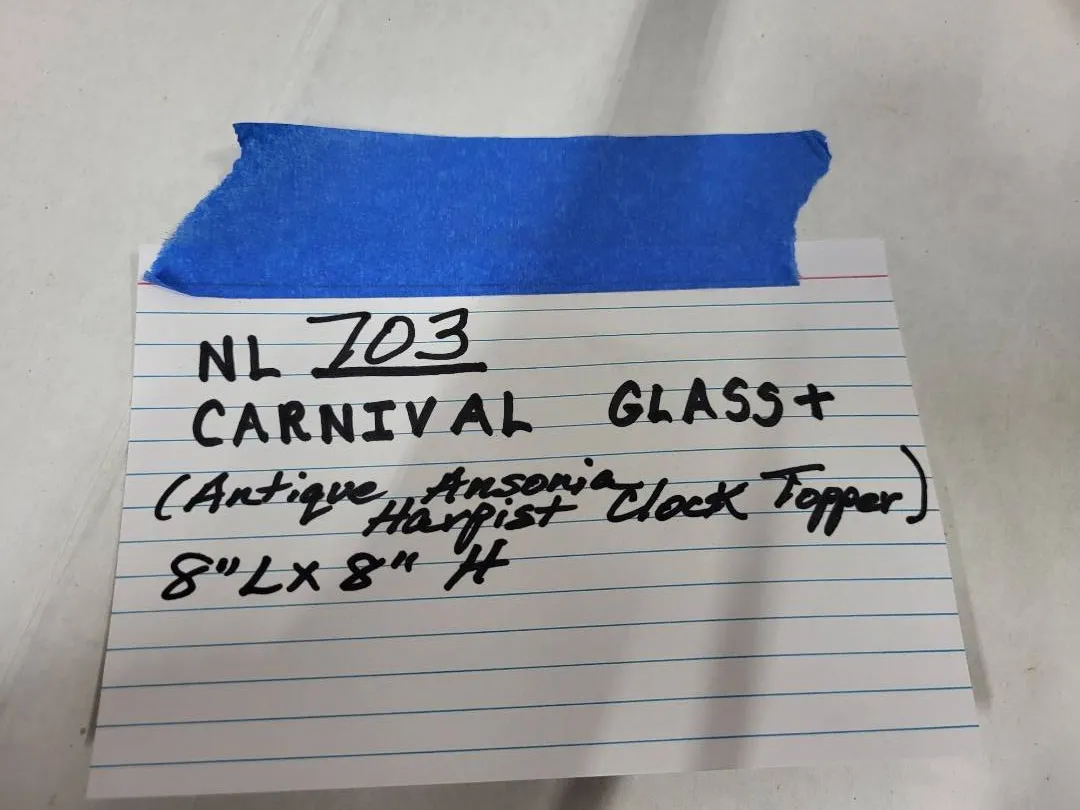 NL 703
CARNIVAL GLASS+
(Antique Ansonia Harpist Clock Topper)
8" L X 8" H